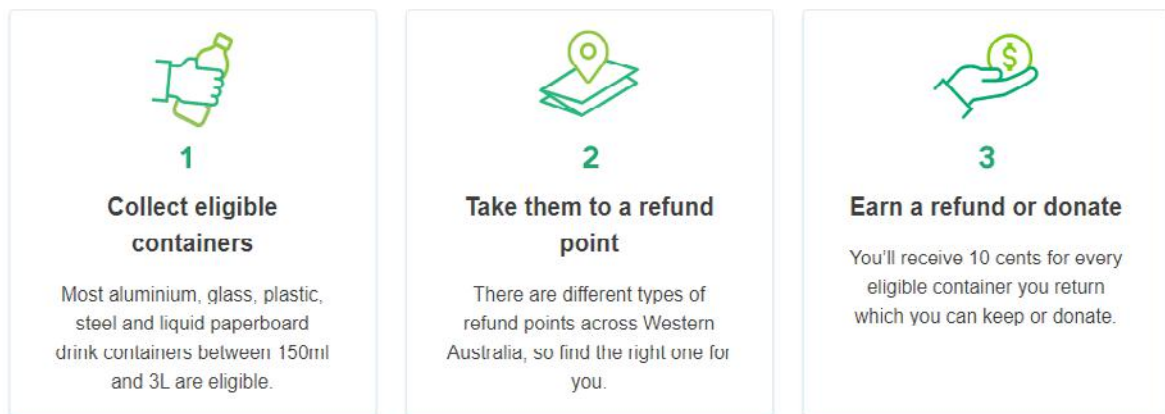 1
Collect eligible
containers
Most aluminium, glass, plastic,
steel and liquid paperboard
drink containers between 150ml
and 3L are eligible.
2
Take them to a refund
point
There are different types of
refund points across Western
Australia, so find the right one for
you.
3
Earn a refund or donate
You'll receive 10 cents for every
eligible container you return
which you can keep or donate.